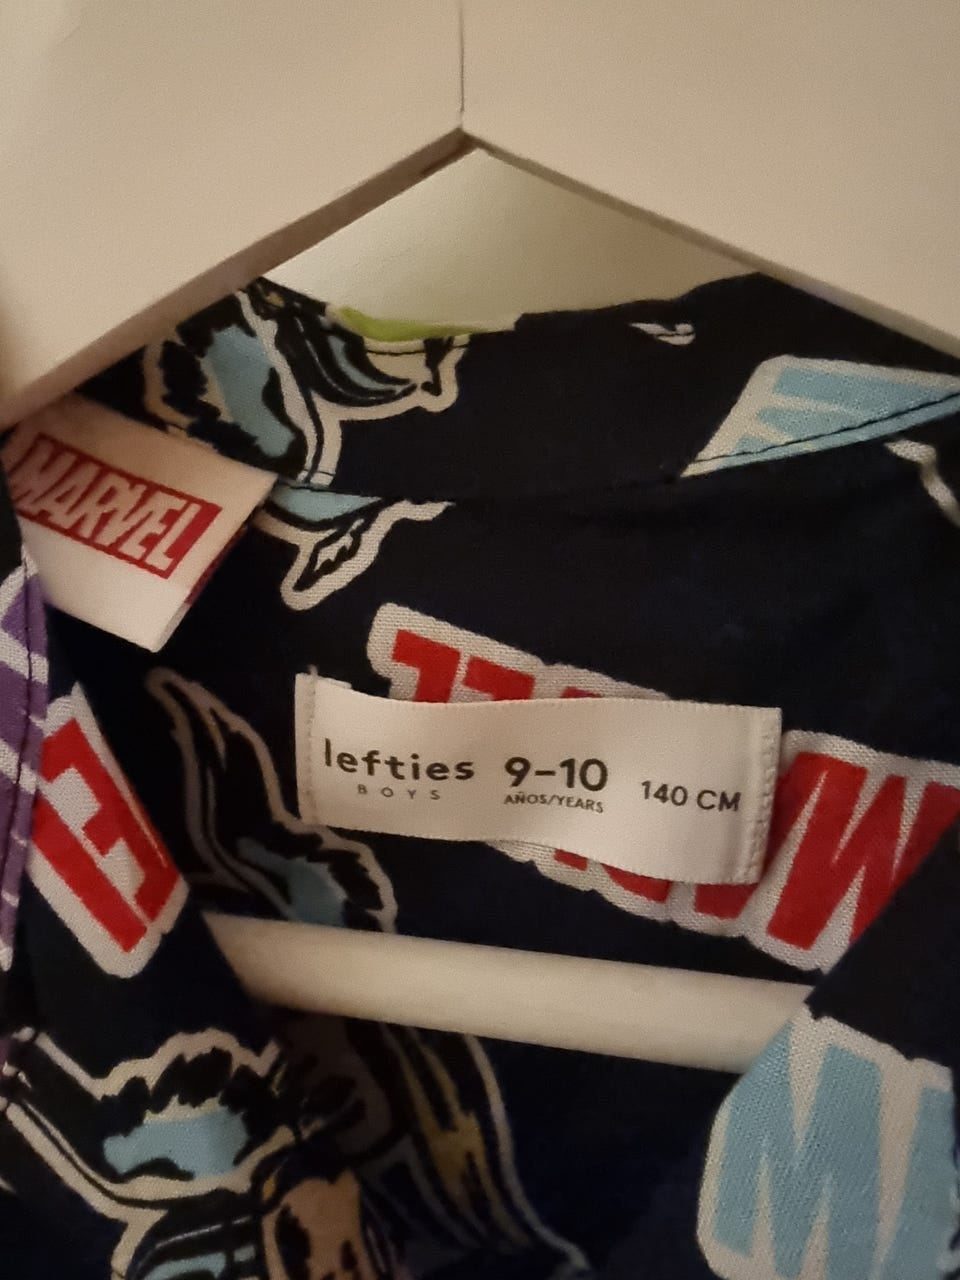 MARVEL
lefties
BOYS
9-10
AÑOS/YEARS
140 CM